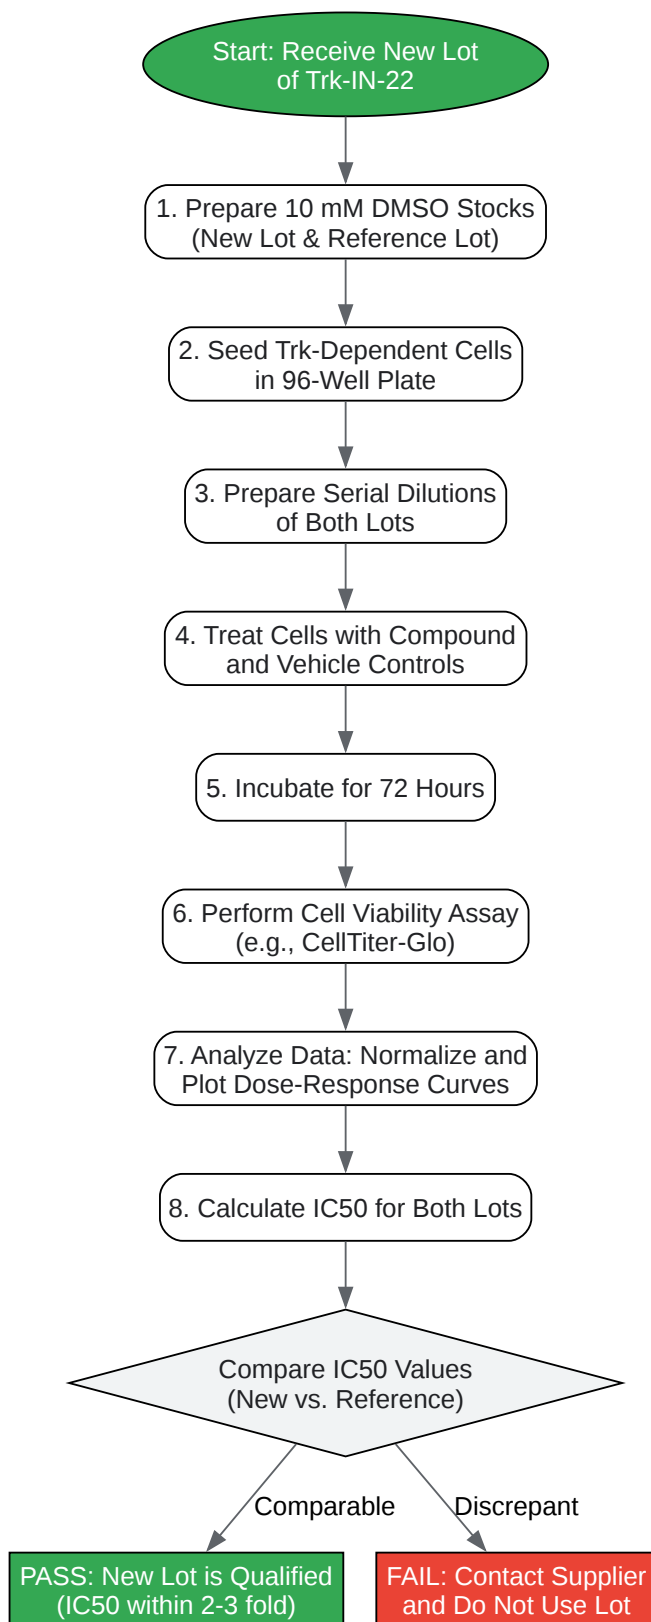 Start: Receive New Lot
of Trk-IN-22
1. Prepare 10 mM DMSO Stocks
(New Lot & Reference Lot)
2. Seed Trk-Dependent Cells
in 96-Well Plate
3. Prepare Serial Dilutions
of Both Lots
4. Treat Cells with Compound
and Vehicle Controls
5. Incubate for 72 Hours
6. Perform Cell Viability Assay
(e.g., CellTiter-Glo)
7. Analyze Data: Normalize and
Plot Dose-Response Curves
8. Calculate IC50 for Both Lots
Compare IC50 Values
(New vs. Reference)
Comparable
Discrepant
PASS: New Lot is Qualified
(IC50 within 2-3 fold)
FAIL: Contact Supplier
and Do Not Use Lot